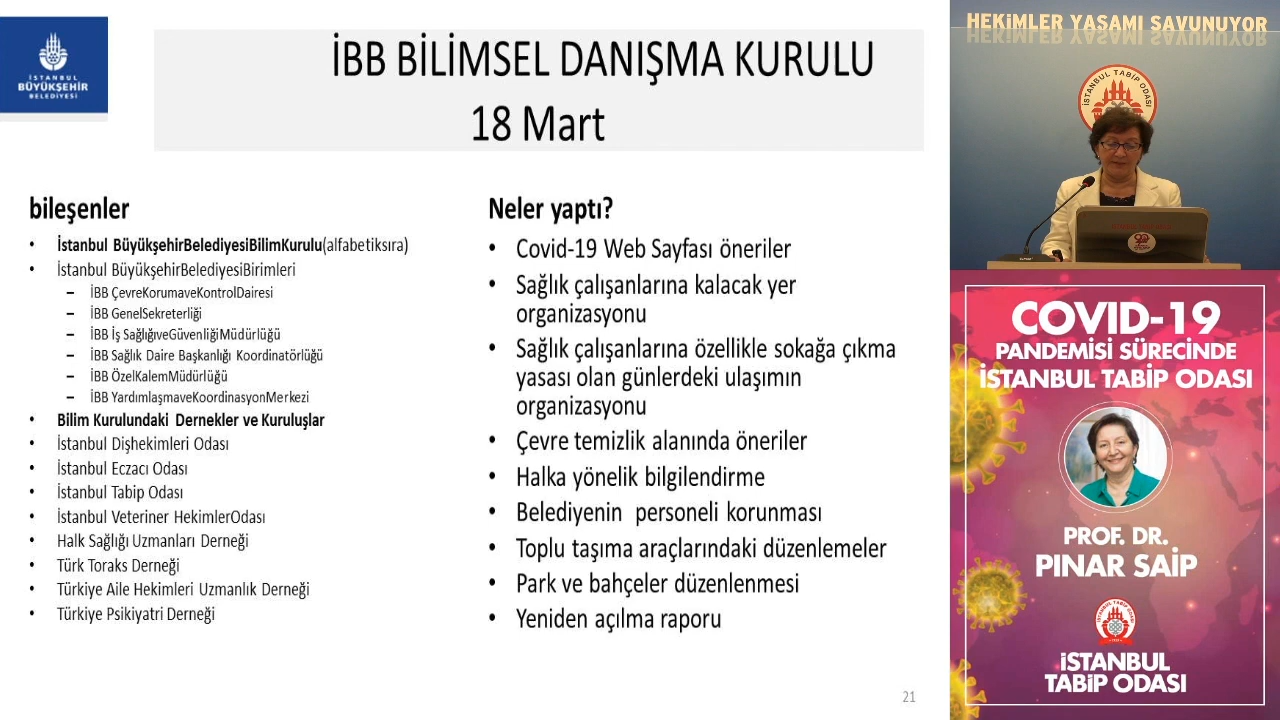 İSTANBUL
BÜYÜKŞEHİR
BELEDİYESİ
İBB BİLİMSEL DANIŞMA KURULU
18 Mart
bileşenler
• İstanbul BüyükşehirBelediyesiBilimKurulu(alfabetiksıra)
• İstanbul BüyükşehirBelediyesiBirimleri
– İBB ÇevreKorumaveKontrolDairesi
– İBB GenelSekreterliği
– İBB İş SağlığıveGüvenliğiMüdürlüğü
– İBB Sağlık Daire Başkanlığı Koordinatörlüğü
– İBB ÖzelKalemMüdürlüğü
– İBB YardımlaşmaveKoordinasyonMerkezi
• Bilim Kurulundaki Dernekler ve Kuruluşlar
• İstanbul Dişhekimleri Odası
• İstanbul Eczacı Odası
• İstanbul Tabip Odası
• İstanbul Veteriner HekimlerOdası
• Halk Sağlığı Uzmanları Derneği
• Türk Toraks Derneği
• Türkiye Aile Hekimleri Uzmanlık Derneği
• Türkiye Psikiyatri Derneği
Neler yaptı?
• Covid-19 Web Sayfası öneriler
• Sağlık çalışanlarına kalacak yer
organizasyonu
• Sağlık çalışanlarına özellikle sokağa çıkma
yasası olan günlerdeki ulaşımın
organizasyonu
• Çevre temizlik alanında öneriler
• Halka yönelik bilgilendirme
• Belediyenin personeli korunması
• Toplu taşıma araçlarındaki düzenlemeler
• Park ve bahçeler düzenlenmesi
• Yeniden açılma raporu
21
HEKİMLER YAŞAMI SAVUNUYOR
İSTANBUL TABİP ODASI
COVID-19
PANDEMİSİ SÜRECİNDE
İSTANBUL TABİP ODASI
PROF. DR.
PINAR SAİP
İSTANBUL
TABİP ODASI